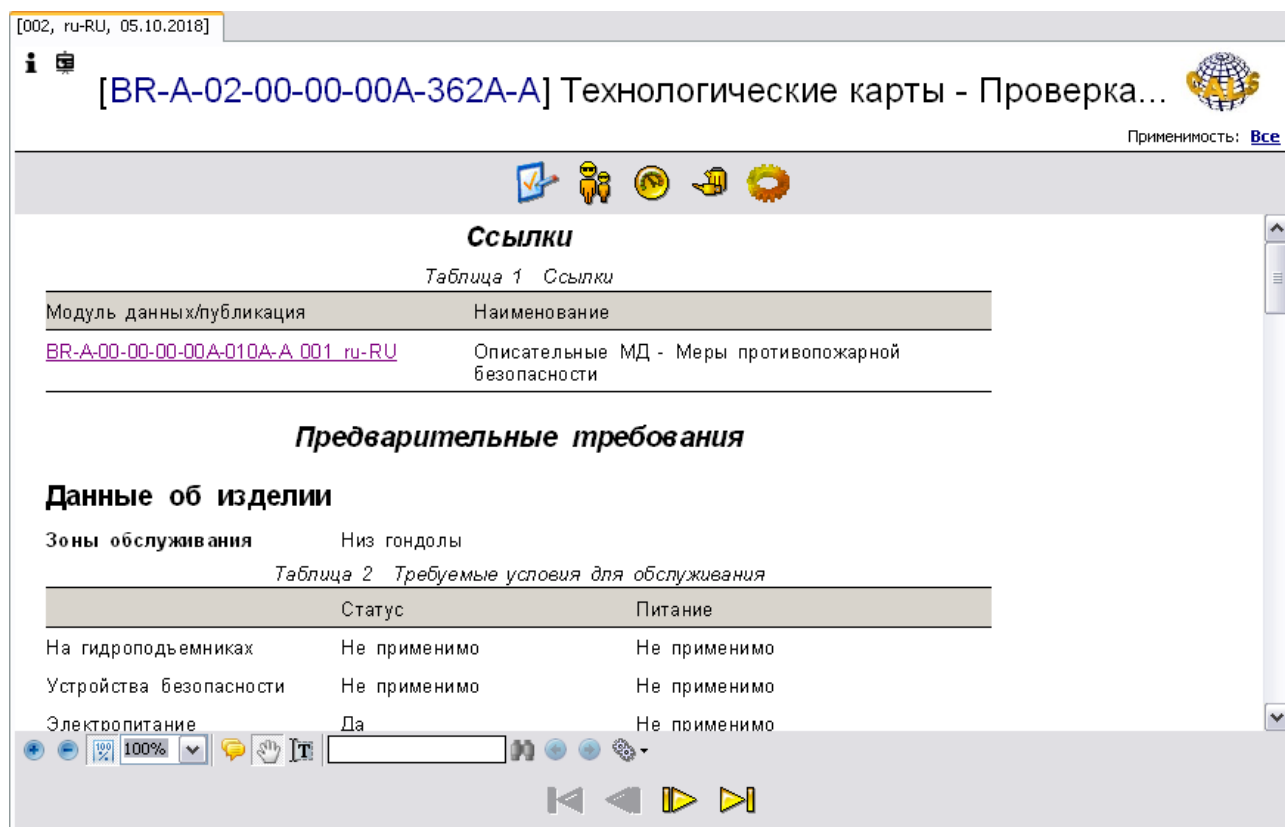 [002, ru-RU, 05.10.2018]
[BR-A-02-00-00-00A-362A-A] Технологические карты - Проверка...
CALS
Применимость: Все
Ссылки
Таблица 1 Ссылки
Модуль данных/публикация Наименование
BR-A-00-00-00-00A-010A-A 001 ru-RU Описательные МД - Меры противопожарной
безопасности
Предварительные требования
Данные об изделии
Зоны обслуживания Низ гондолы
Таблица 2 Требуемые условия для обслуживания
Статус Питание
На гидроподъемниках Не применимо Не применимо
Устройства безопасности Не применимо Не применимо
Электропитание Да Не применимо
100%